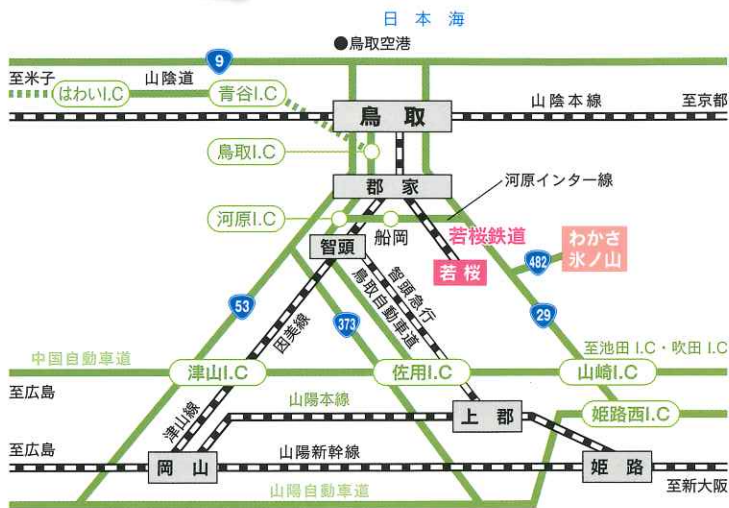 日本海
●鳥取空港
9
至米子
はわいI.C
山陰道
青谷I.C
鳥取
山陰本線
至京都
鳥取I.C
郡家
河原インター線
河原I.C
船岡
智頭
若桜鉄道
若桜
482
わかさ
氷ノ山
智頭急行
鳥取自動車道
53
因美線
373
29
中国自動車道
至池田I.C・吹田I.C
津山I.C
佐用I.C
山崎I.C
至広島
津山線
山陽本線
上郡
姫路西I.C
至広島
岡山
山陽新幹線
姫路
山陽自動車道
至新大阪